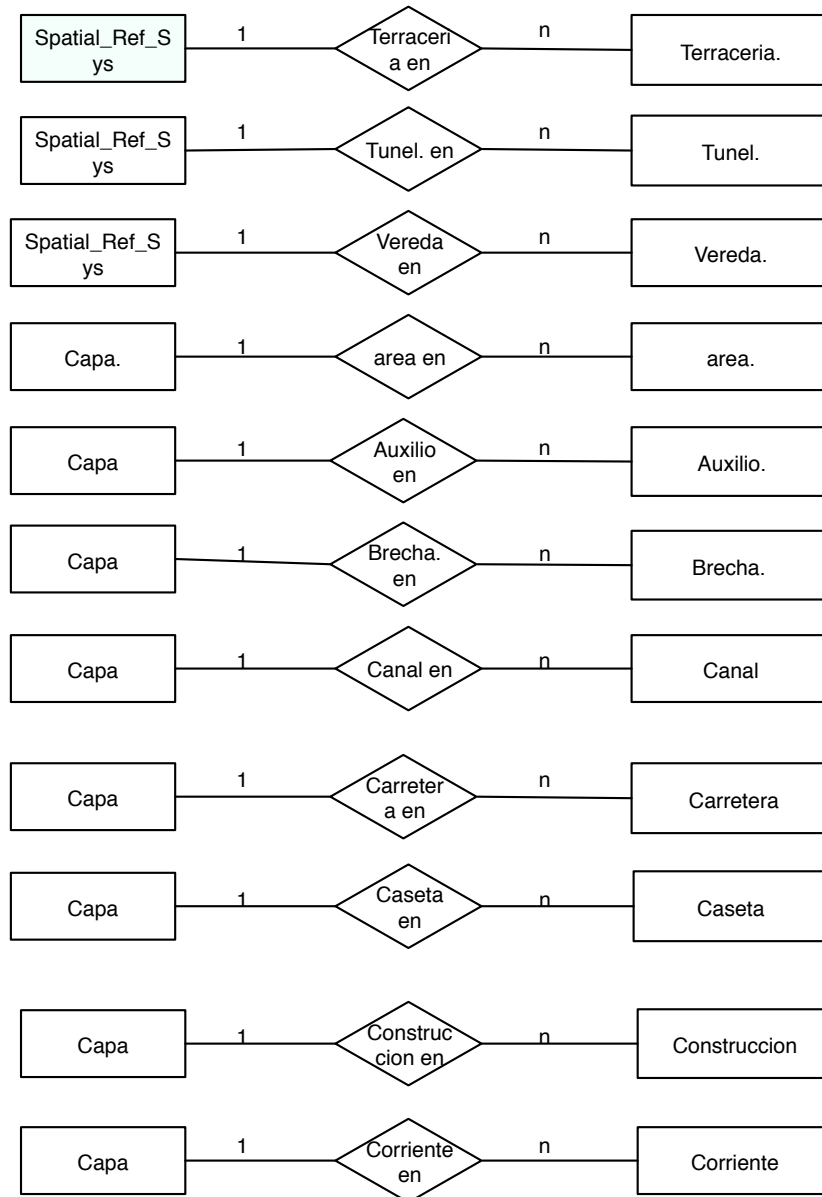 Spatial_Ref_S
ys
1
Terraceri
a en
n
Terraceria.
Spatial_Ref_S
ys
1
Tunel. en
n
Tunel.
Spatial_Ref_S
ys
1
Vereda
en
n
Vereda.
Capa.
1
area en
n
area.
Capa
1
Auxilio
en
n
Auxilio.
Capa
1
Brecha.
en
n
Brecha.
Capa
1
Canal en
n
Canal
Capa
1
Carreter
a en
n
Carretera
Capa
1
Caseta
en
n
Caseta
Capa
1
Construc
cion en
n
Construccion
Capa
1
Corriente
en
n
Corriente